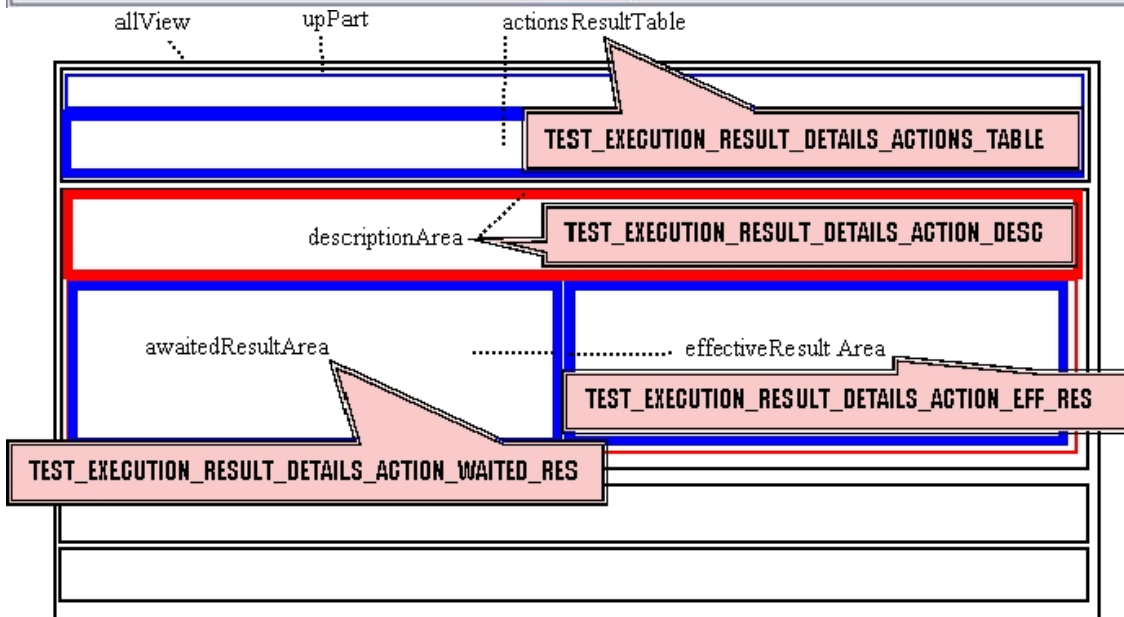 allView
upPart
actionsResultTable
TEST_EXECUTION_RESULT_DETAILS_ACTIONS_TABLE
descriptionArea
TEST_EXECUTION_RESULT_DETAILS_ACTION_DESC
awaitedResultArea
effectiveResult Area
TEST_EXECUTION_RESULT_DETAILS_ACTION_EFF_RES
TEST_EXECUTION_RESULT_DETAILS_ACTION_WAITED_RES